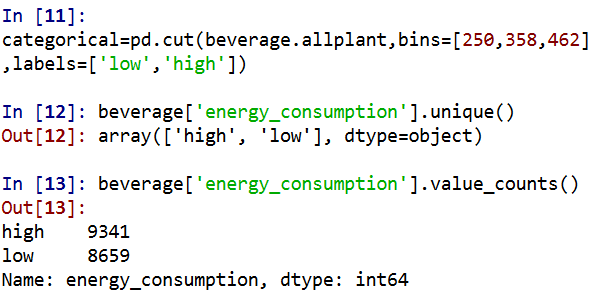 In [11]:
categorical=pd.cut(beverage.allplant,bins=[250,358,462]
,labels=['low','high'])
In [12]: beverage['energy_consumption'].unique()
Out[12]: array(['high', 'low'], dtype=object)
In [13]: beverage['energy_consumption'].value_counts()
Out[13]:
high    9341
low     8659
Name: energy_consumption, dtype: int64